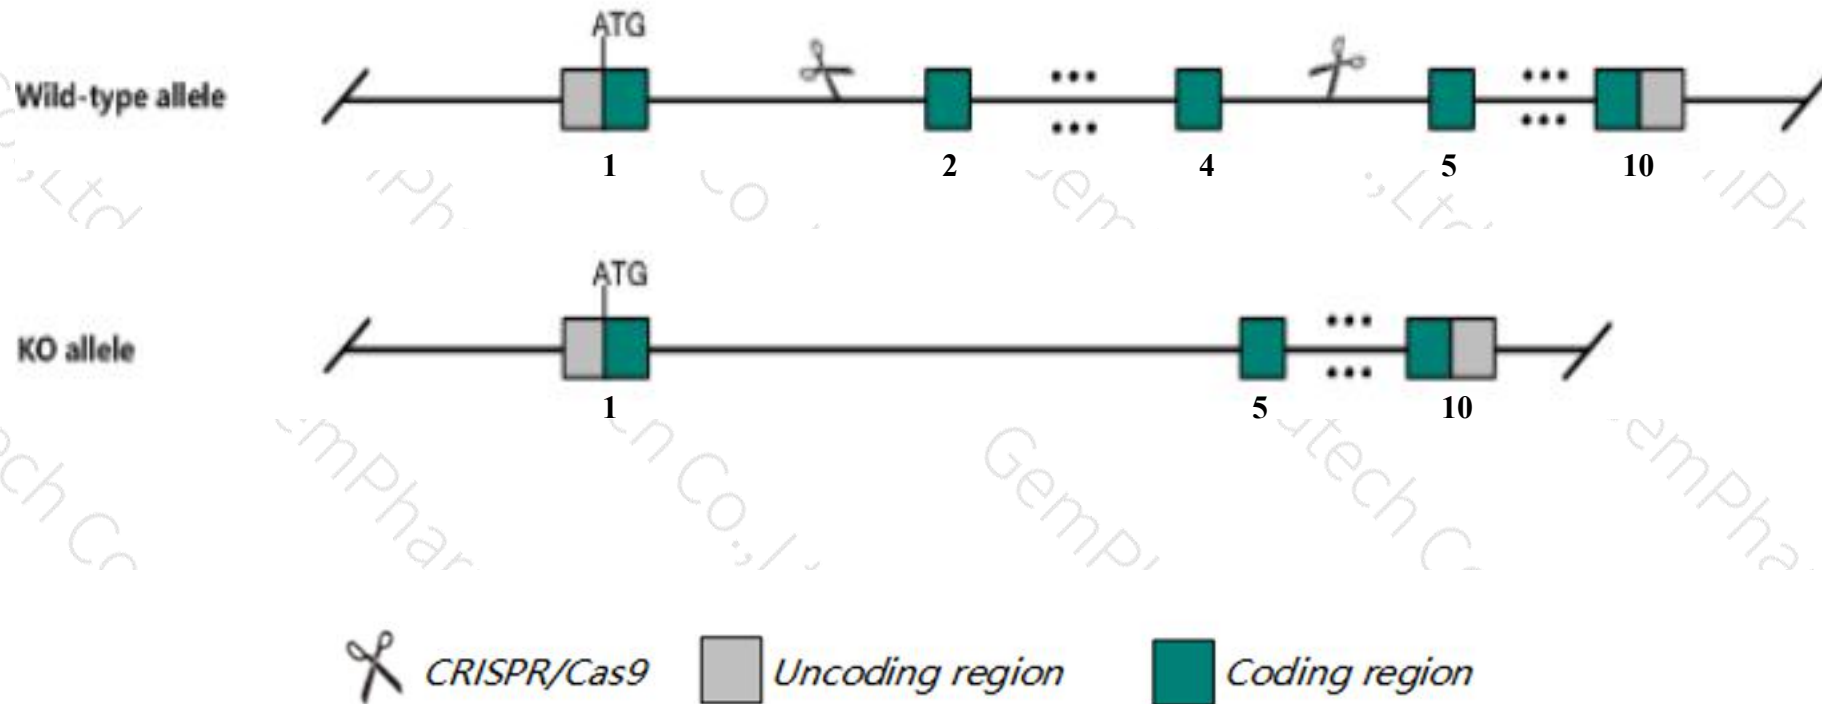 ATG
Wild-type allele
1 2 4 5 10
ATG
KO allele
1 5 10
CRISPR/Cas9 Uncoding region Coding region